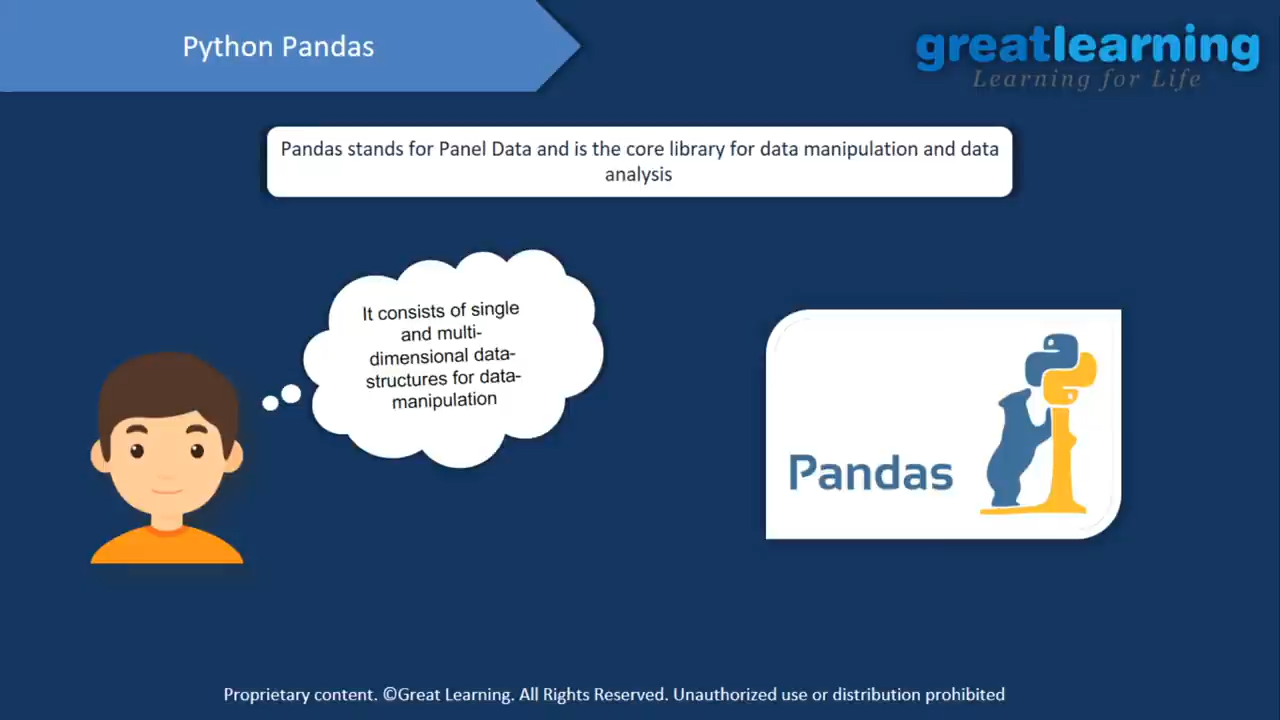 Python Pandas
greatlearning
Learning for Life
Pandas stands for Panel Data and is the core library for data manipulation and data
analysis
It consists of single
and multi-
dimensional data-
structures for data-
manipulation
Pandas
Proprietary content. ©Great Learning. All Rights Reserved. Unauthorized use or distribution prohibited